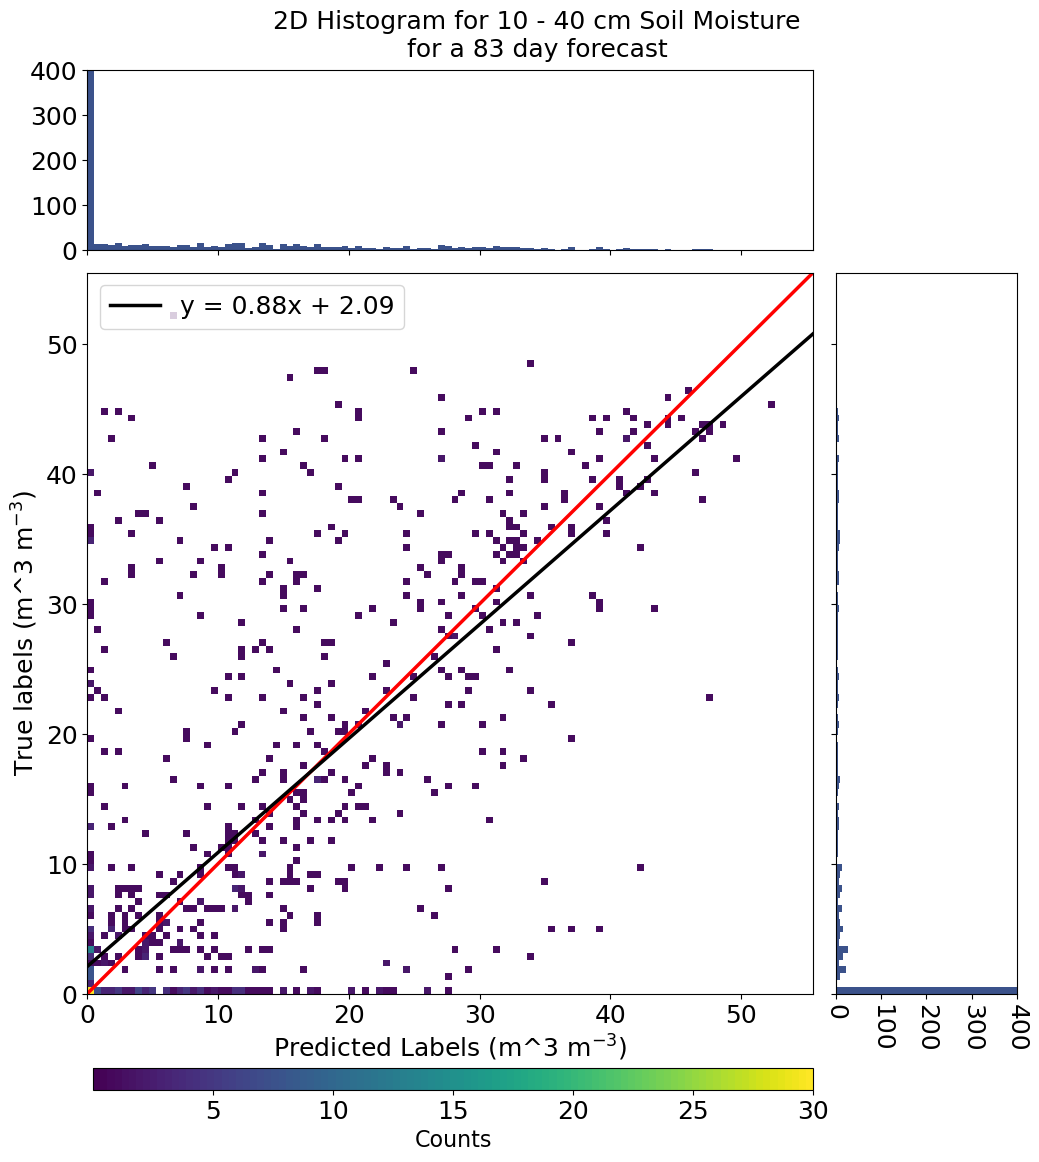 2D Histogram for 10 - 40 cm Soil Moisture
for a 83 day forecast
400
300
200
100
0
y = 0.88x + 2.09
50
40
30
20
10
0
True labels (m^3 m⁻³)
0 10 20 30 40 50
Predicted Labels (m^3 m⁻³)
0 100 200 300 400
5 10 15 20 25 30
Counts